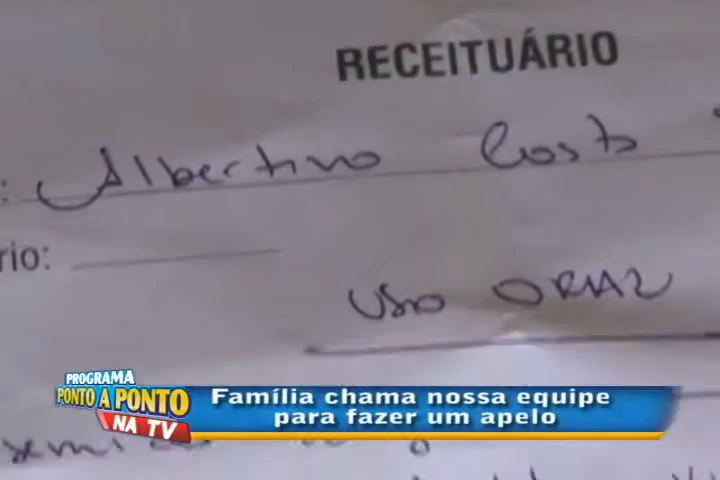 RECEITUÁRIO
: Albertino Costa
rio:
USO ORAL
PROGRAMA
PONTO A PONTO
NA TV
Família chama nossa equipe
para fazer um apelo